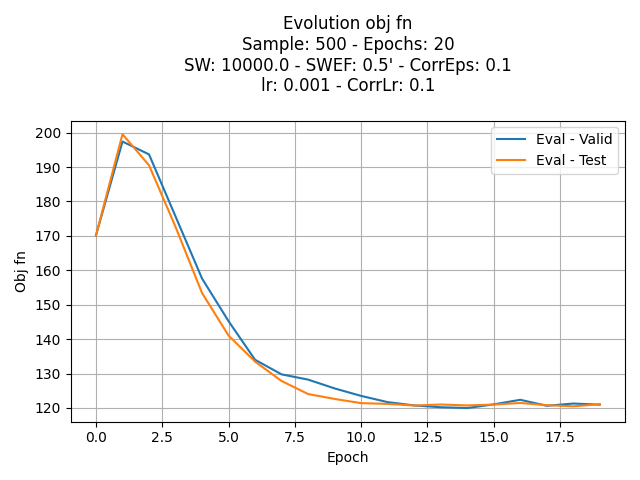 Evolution obj fn
Sample: 500 - Epochs: 20
SW: 10000.0 - SWEF: 0.5' - CorrEps: 0.1
lr: 0.001 - CorrLr: 0.1
Eval - Valid
Eval - Test
Obj fn
200
190
180
170
160
150
140
130
120
0.0 2.5 5.0 7.5 10.0 12.5 15.0 17.5
Epoch